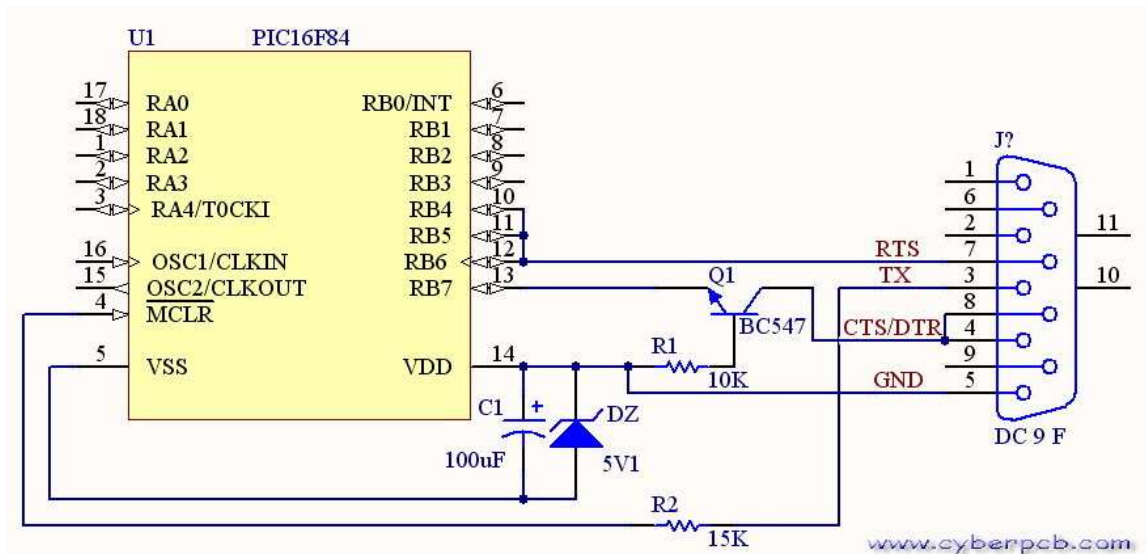 U1 PIC16F84
17 RA0 RB0/INT 6
18 RA1 RB1 7
1 RA2 RB2 8
2 RA3 RB3 9
3 RA4/T0CKI RB4 10
RB5 11
16 OSC1/CLKIN RB6 12
15 OSC2/CLKOUT RB7 13
4 MCLR
5 VSS VDD 14
C1 +
100uF
DZ
5V1
R1
10K
Q1
BC547
R2
15K
RTS
TX
CTS/DTR
GND
J?
1
6
2
7
3
8
4
9
5
11
10
DC 9 F
www.cyberpcb.com